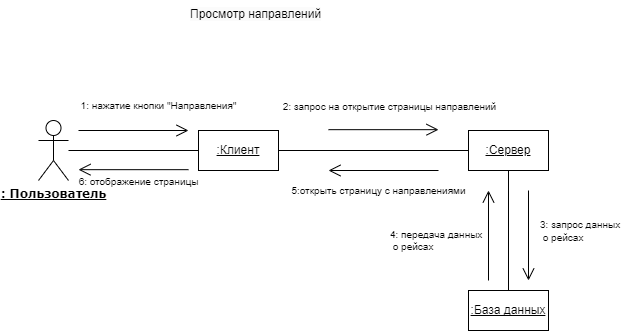 Просмотр направлений
1: нажатие кнопки "Направления"
2: запрос на открытие страницы направлений
:Клиент
:Сервер
6: отображение страницы
5:открыть страницу с направлениями
: Пользователь
3: запрос данных
о рейсах
4: передача данных
о рейсах
:База данных